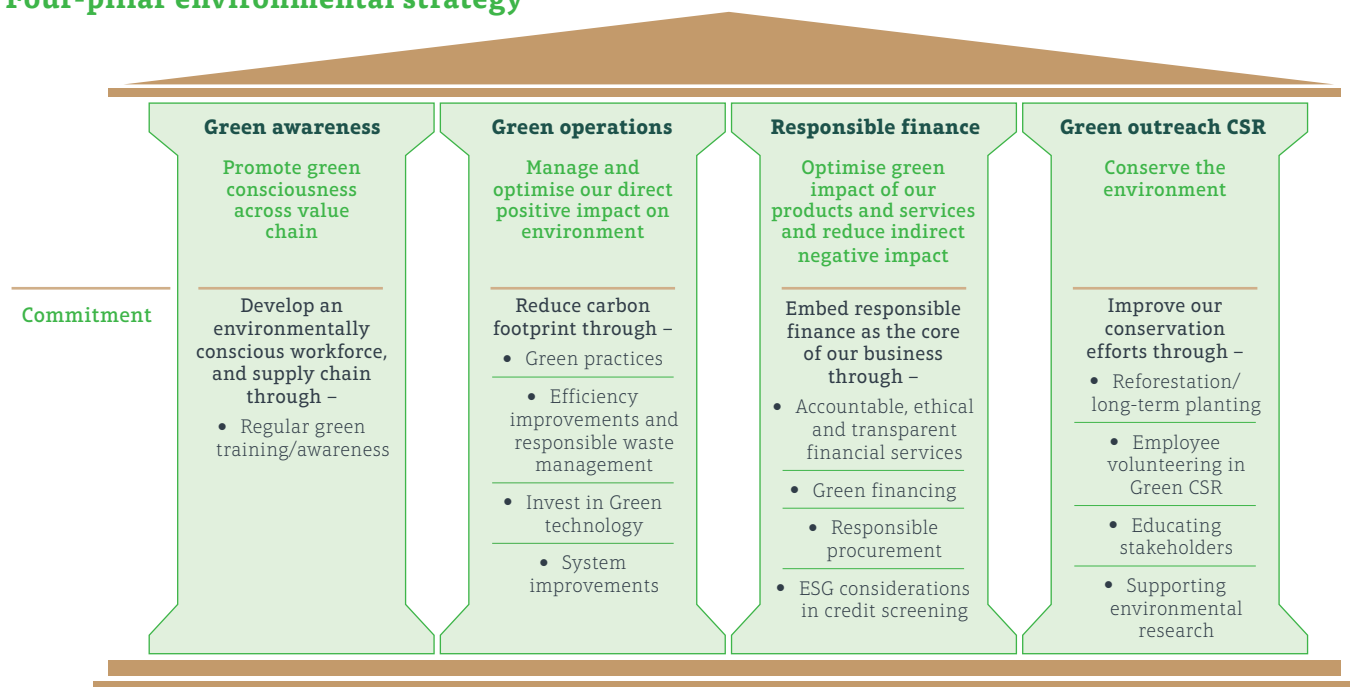 Four-pillar environmental strategy
Green awareness
Promote green
consciousness
across value
chain
Green operations
Manage and
optimise our direct
positive impact on
environment
Responsible finance
Optimise green
impact of our
products and services
and reduce indirect
negative impact
Green outreach CSR
Conserve the
environment
Commitment
Develop an
environmentally
conscious workforce,
and supply chain
through –
• Regular green
training/awareness
Reduce carbon
footprint through –
• Green practices
• Efficiency
improvements and
responsible waste
management
• Invest in Green
technology
• System
improvements
Embed responsible
finance as the core
of our business
through –
• Accountable, ethical
and transparent
financial services
• Green financing
• Responsible
procurement
• ESG considerations
in credit screening
Improve our
conservation
efforts through –
• Reforestation/
long-term planting
• Employee
volunteering in
Green CSR
• Educating
stakeholders
• Supporting
environmental
research